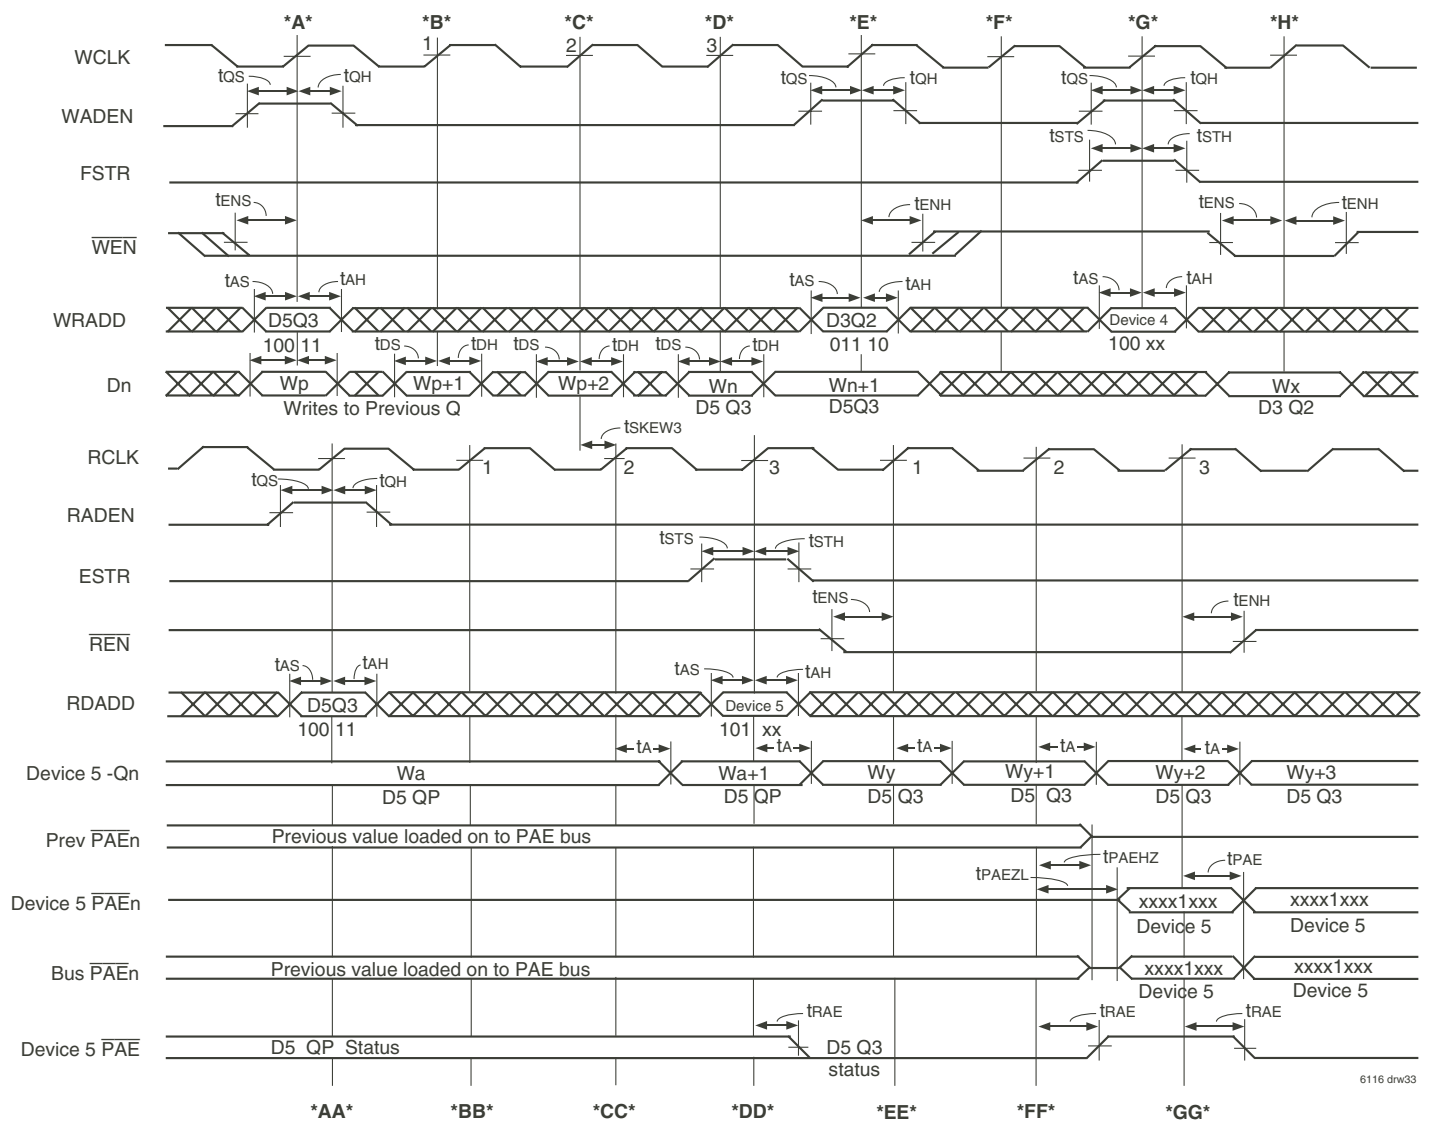 *A* *B* *C* *D* *E* *F* *G* *H*
WCLK 1 2 3
tQS tQH tQS tQH tQS tQH
WADEN
tSTS tSTH
FSTR
tENS tENH tENS tENH
WEN
tAS tAH tAS tAH tAS tAH
WRADD D5Q3 D3Q2 Device 4
100 11 011 10 100 xx
tDS tDH tDS tDH tDS tDH
Dn Wp Wp+1 Wp+2 Wn Wn+1 Wx
Writes to Previous Q D5 Q3 D5Q3 D3 Q2
tSKEW3
RCLK 1 2 3 1 2 3
tQS tQH
RADEN
tSTS tSTH
ESTR
tENS tENH
REN
tAS tAH tAS tAH
RDADD D5Q3 Device 5
100 11 101 xx
tA tA tA tA tA
Device 5 -Qn Wa Wa+1 Wy Wy+1 Wy+2 Wy+3
D5 QP D5 QP D5 Q3 D5 Q3 D5 Q3 D5 Q3
Prev PAEn Previous value loaded on to PAE bus
tPAEHZ tPAE
tPAEZL
Device 5 PAEn xxxx1xxx xxxx1xxx
Device 5 Device 5
Bus PAEn Previous value loaded on to PAE bus xxxx1xxx xxxx1xxx
Device 5 Device 5
tRAE tRAE tRAE
Device 5 PAE D5 QP Status D5 Q3
status
6116 drw33
*AA* *BB* *CC* *DD* *EE* *FF* *GG*